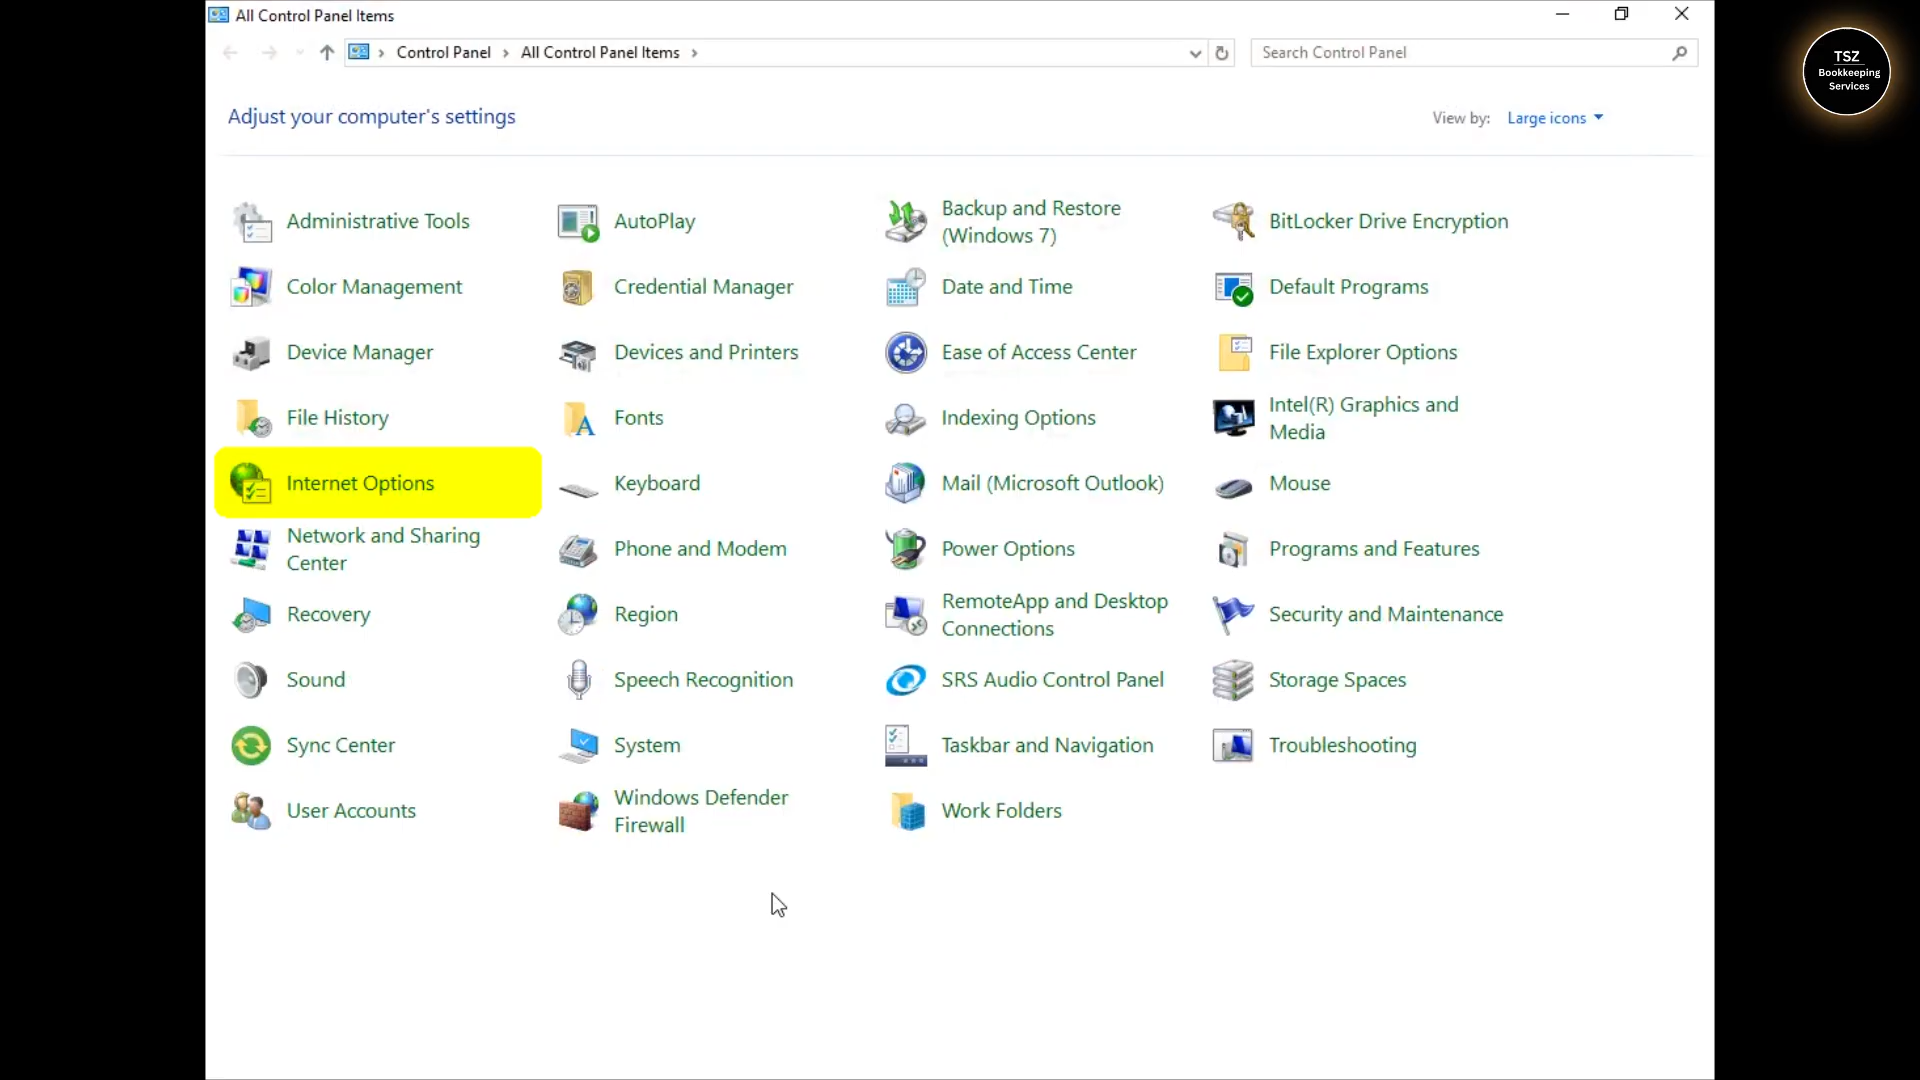 All Control Panel Items
Control Panel > All Control Panel Items >
Search Control Panel
TSZ
Bookkeeping
Services
Adjust your computer's settings
View by: Large icons
Administrative Tools
AutoPlay
Backup and Restore
(Windows 7)
BitLocker Drive Encryption
Color Management
Credential Manager
Date and Time
Default Programs
Device Manager
Devices and Printers
Ease of Access Center
File Explorer Options
File History
Fonts
Indexing Options
Intel(R) Graphics and
Media
Internet Options
Keyboard
Mail (Microsoft Outlook)
Mouse
Network and Sharing
Center
Phone and Modem
Power Options
Programs and Features
Recovery
Region
RemoteApp and Desktop
Connections
Security and Maintenance
Sound
Speech Recognition
SRS Audio Control Panel
Storage Spaces
Sync Center
System
Taskbar and Navigation
Troubleshooting
User Accounts
Windows Defender
Firewall
Work Folders